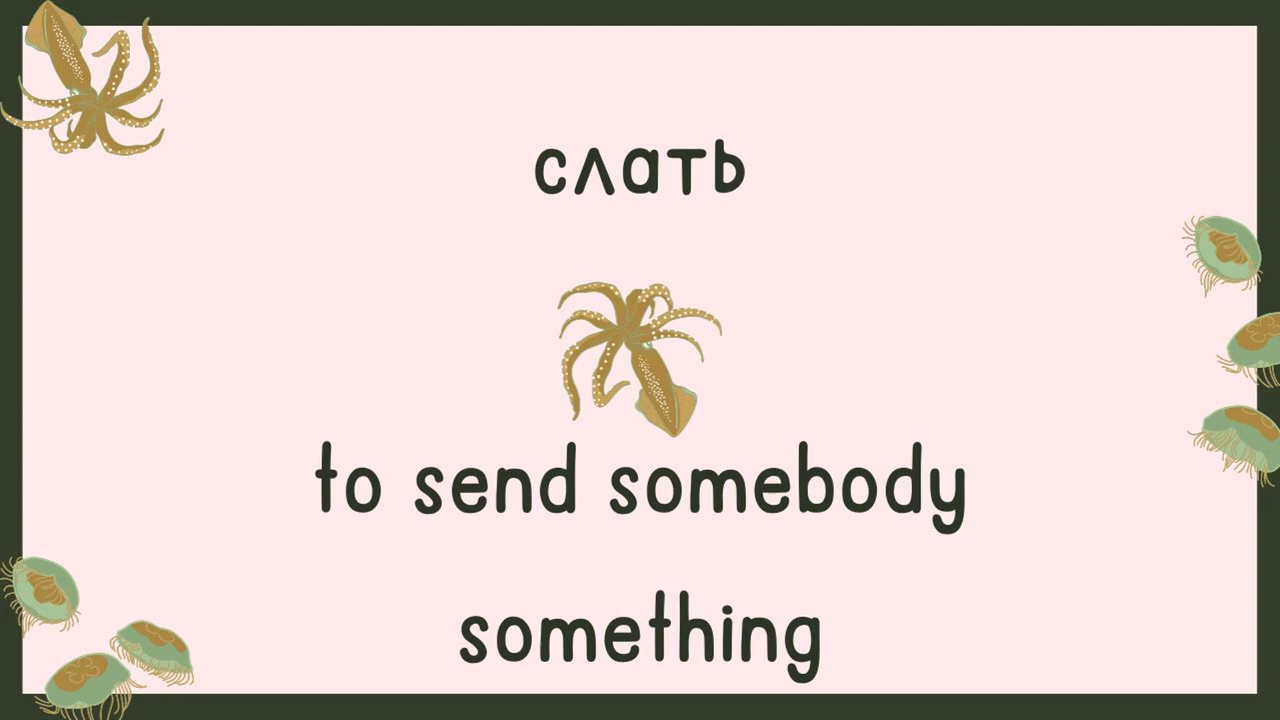 слать
to send somebody
something